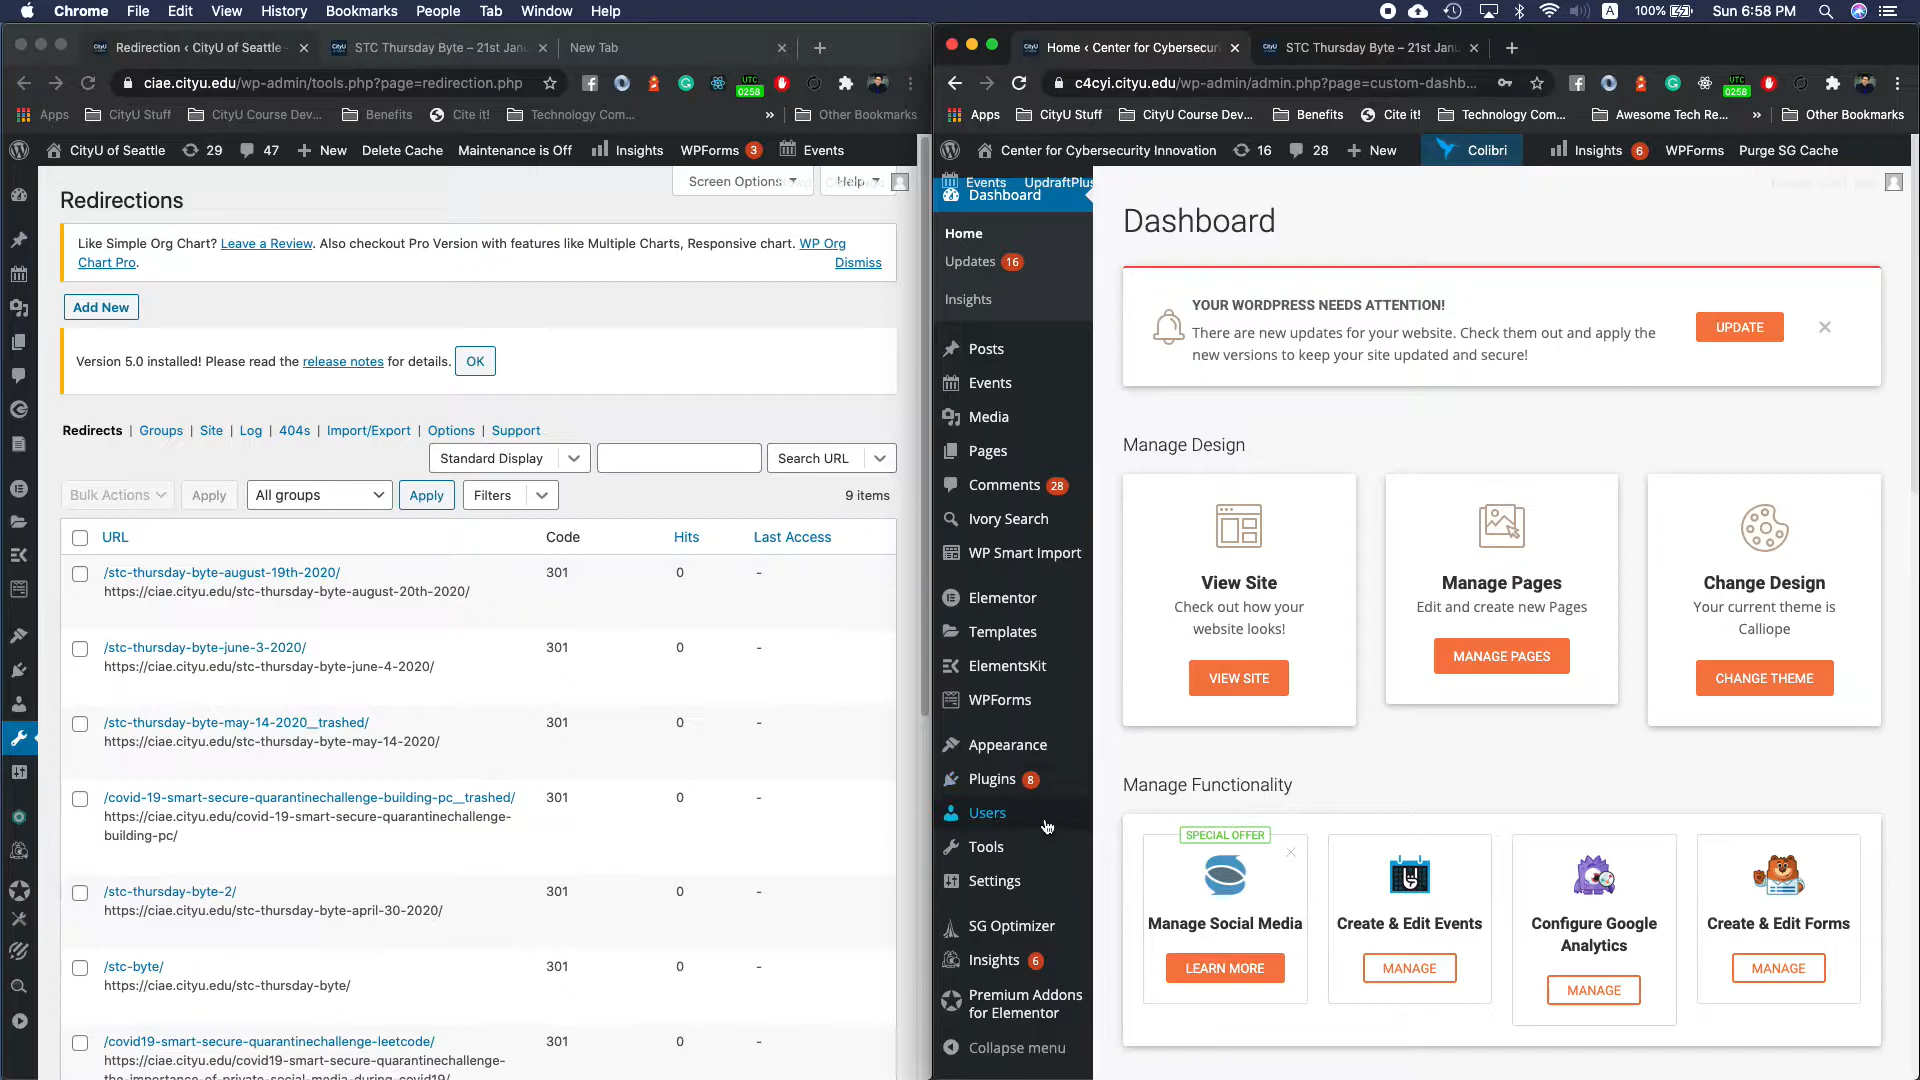 Chrome File Edit View History Bookmarks People Tab Window Help
A 100% Sun 6:58 PM
Redirection ‹ CityU of Seattle
STC Thursday Byte – 21st Janu
New Tab
ciae.cityu.edu/wp-admin/tools.php?page=redirection.php
UTC
0258
Apps CityU Stuff CityU Course Dev... Benefits Cite it! Technology Com... » Other Bookmarks
CityU of Seattle 29 47 New Delete Cache Maintenance is Off Insights WPForms 3 Events
Screen Options Help
Redirections
Like Simple Org Chart? Leave a Review. Also checkout Pro Version with features like Multiple Charts, Responsive chart. WP Org
Chart Pro.
Dismiss
Add New
Version 5.0 installed! Please read the release notes for details. OK
Redirects | Groups | Site | Log | 404s | Import/Export | Options | Support
Standard Display Search URL
Bulk Actions Apply All groups Apply Filters 9 items
URL Code Hits Last Access
/stc-thursday-byte-august-19th-2020/ 301 0 -
https://ciae.cityu.edu/stc-thursday-byte-august-20th-2020/
/stc-thursday-byte-june-3-2020/ 301 0 -
https://ciae.cityu.edu/stc-thursday-byte-june-4-2020/
/stc-thursday-byte-may-14-2020__trashed/ 301 0 -
https://ciae.cityu.edu/stc-thursday-byte-may-14-2020/
/covid-19-smart-secure-quarantinechallenge-building-pc__trashed/ 301 0 -
https://ciae.cityu.edu/covid-19-smart-secure-quarantinechallenge-
building-pc/
/stc-thursday-byte-2/ 301 0 -
https://ciae.cityu.edu/stc-thursday-byte-april-30-2020/
/stc-byte/ 301 0 -
https://ciae.cityu.edu/stc-thursday-byte/
/covid19-smart-secure-quarantinechallenge-leetcode/ 301 0 -
https://ciae.cityu.edu/covid19-smart-secure-quarantinechallenge-
the-importance-of-private-social-media-during-covid19/
Home ‹ Center for Cybersecuri
STC Thursday Byte – 21st Janu
c4cyi.cityu.edu/wp-admin/admin.php?page=custom-dashb...
UTC
0258
Apps CityU Stuff CityU Course Dev... Benefits Cite it! Technology Com... Awesome Tech Re... » Other Bookmarks
Center for Cybersecurity Innovation 16 28 New Colibri Insights 6 WPForms Purge SG Cache
Events UpdraftPlus
Dashboard
Home
Updates 16
Insights
Posts
Events
Media
Pages
Comments 28
Ivory Search
WP Smart Import
Elementor
Templates
ElementsKit
WPForms
Appearance
Plugins 8
Users
Tools
Settings
SG Optimizer
Insights 6
Premium Addons
for Elementor
Collapse menu
Dashboard
YOUR WORDPRESS NEEDS ATTENTION!
There are new updates for your website. Check them out and apply the
new versions to keep your site updated and secure!
UPDATE
Manage Design
View Site
Check out how your
website looks!
VIEW SITE
Manage Pages
Edit and create new Pages
MANAGE PAGES
Change Design
Your current theme is
Calliope
CHANGE THEME
Manage Functionality
SPECIAL OFFER
Manage Social Media
LEARN MORE
Create & Edit Events
MANAGE
Configure Google
Analytics
MANAGE
Create & Edit Forms
MANAGE